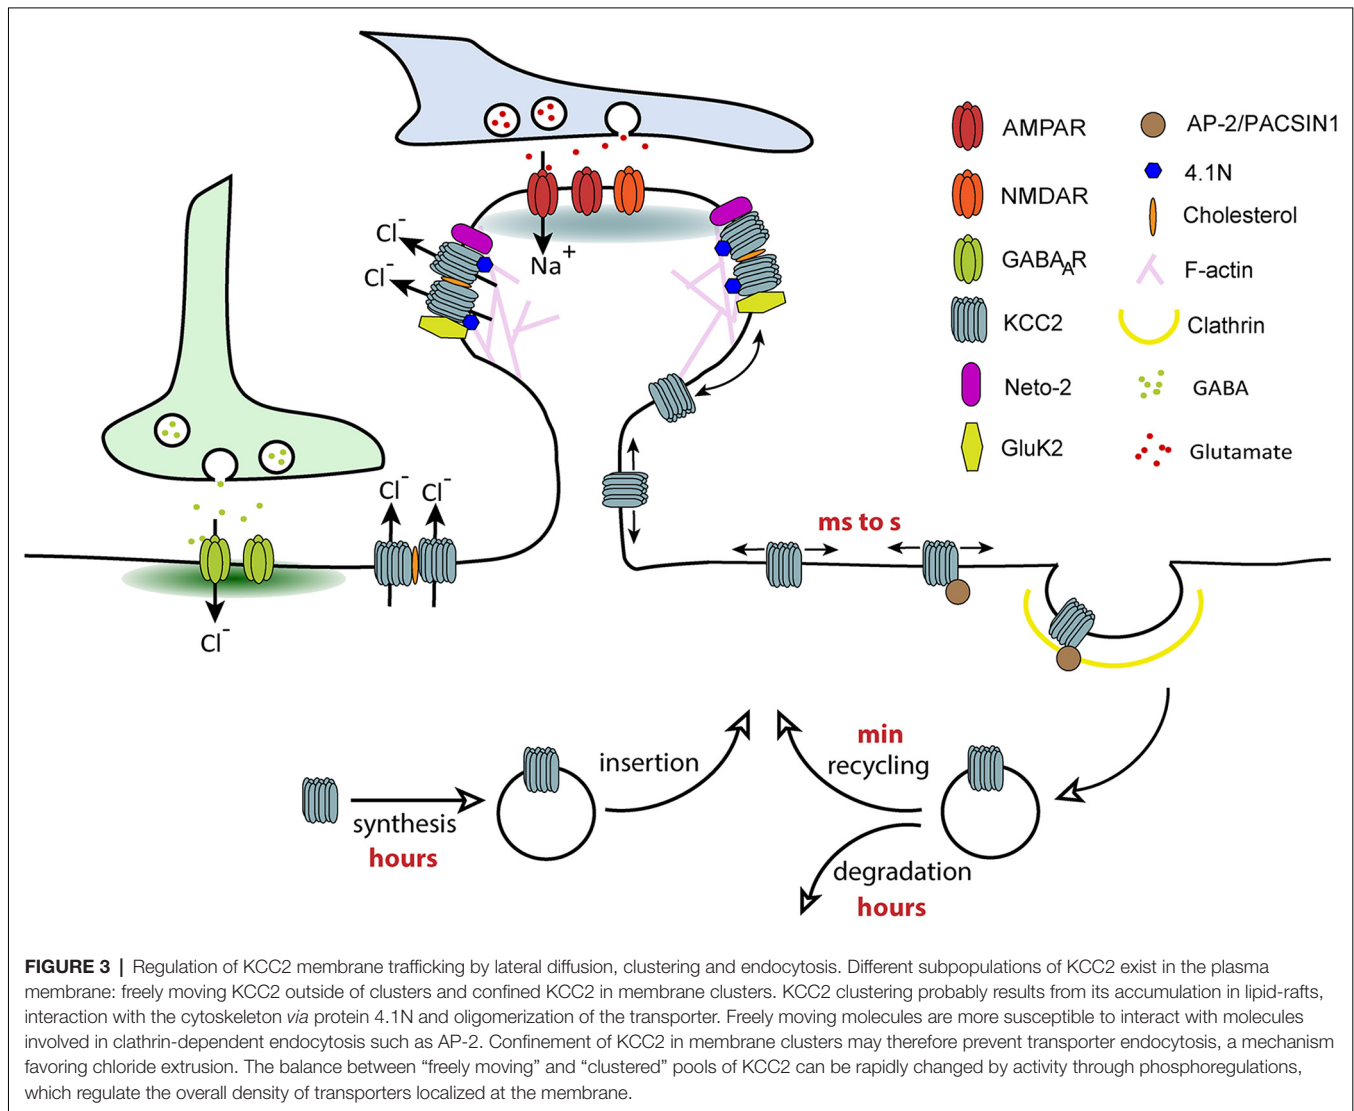 AMPAR
NMDAR
GABAAR
KCC2
Neto-2
GluK2
AP-2/PACSIN1
4.1N
Cholesterol
F-actin
Clathrin
GABA
Glutamate
Cl-
Cl-
Na+
Cl-
Cl-
Cl-
ms to s
insertion
synthesis
hours
min
recycling
degradation
hours
FIGURE 3 | Regulation of KCC2 membrane trafficking by lateral diffusion, clustering and endocytosis. Different subpopulations of KCC2 exist in the plasma
membrane: freely moving KCC2 outside of clusters and confined KCC2 in membrane clusters. KCC2 clustering probably results from its accumulation in lipid-rafts,
interaction with the cytoskeleton via protein 4.1N and oligomerization of the transporter. Freely moving molecules are more susceptible to interact with molecules
involved in clathrin-dependent endocytosis such as AP-2. Confinement of KCC2 in membrane clusters may therefore prevent transporter endocytosis, a mechanism
favoring chloride extrusion. The balance between “freely moving” and “clustered” pools of KCC2 can be rapidly changed by activity through phosphoregulations,
which regulate the overall density of transporters localized at the membrane.